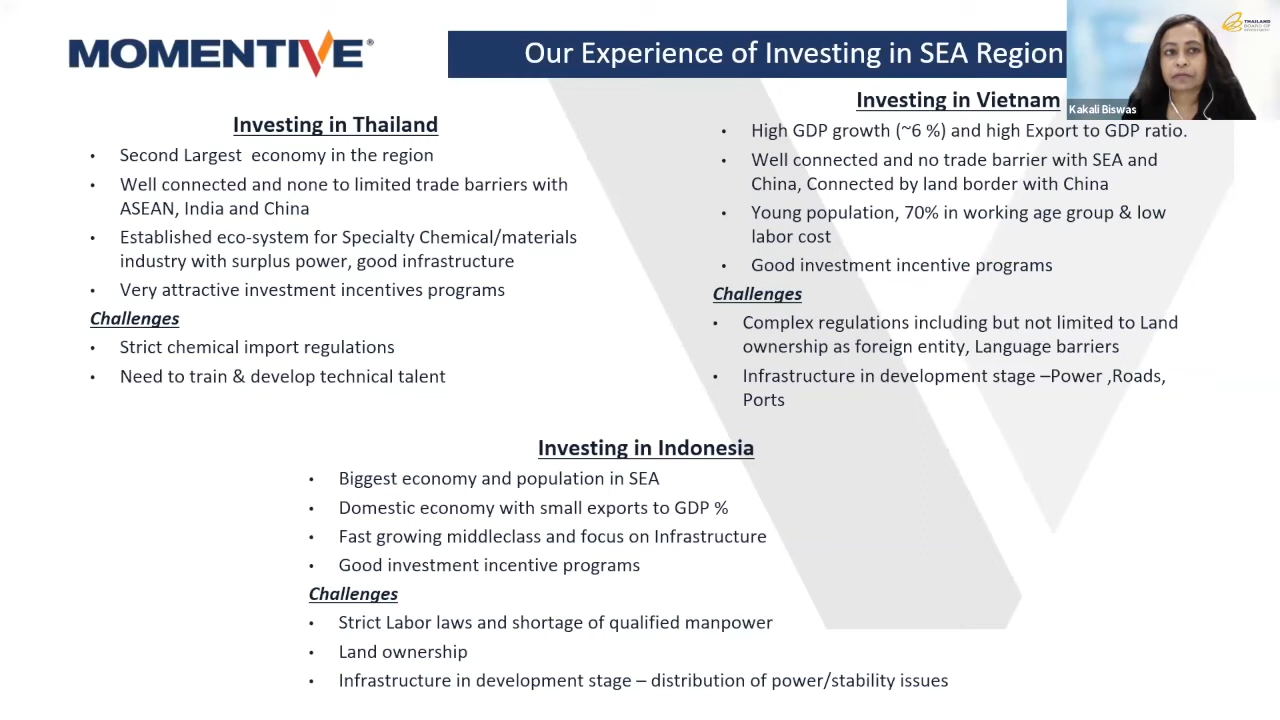 MOMENTIVE®
Our Experience of Investing in SEA Region
THAILAND
BOARD OF
INVESTMENT
Kakali Biswas
Investing in Thailand
• Second Largest economy in the region
• Well connected and none to limited trade barriers with
ASEAN, India and China
• Established eco-system for Specialty Chemical/materials
industry with surplus power, good infrastructure
• Very attractive investment incentives programs
Challenges
• Strict chemical import regulations
• Need to train & develop technical talent
Investing in Vietnam
• High GDP growth (~6 %) and high Export to GDP ratio.
• Well connected and no trade barrier with SEA and
China, Connected by land border with China
• Young population, 70% in working age group & low
labor cost
• Good investment incentive programs
Challenges
• Complex regulations including but not limited to Land
ownership as foreign entity, Language barriers
• Infrastructure in development stage –Power ,Roads,
Ports
Investing in Indonesia
• Biggest economy and population in SEA
• Domestic economy with small exports to GDP %
• Fast growing middleclass and focus on Infrastructure
• Good investment incentive programs
Challenges
• Strict Labor laws and shortage of qualified manpower
• Land ownership
• Infrastructure in development stage – distribution of power/stability issues